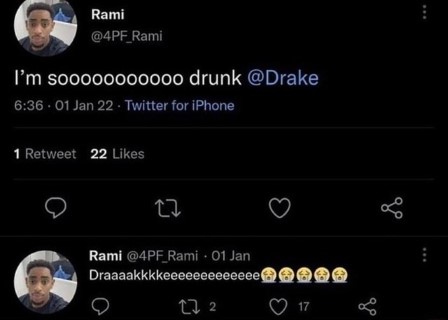 Rami
@4PF_Rami
I'm sooooooooooo drunk @Drake
6:36 · 01 Jan 22 · Twitter for iPhone
1 Retweet 22 Likes
Rami @4PF_Rami · 01 Jan
Draaaakkkkeeeeeeeeeeeee😭😭😭😭😭
2 17